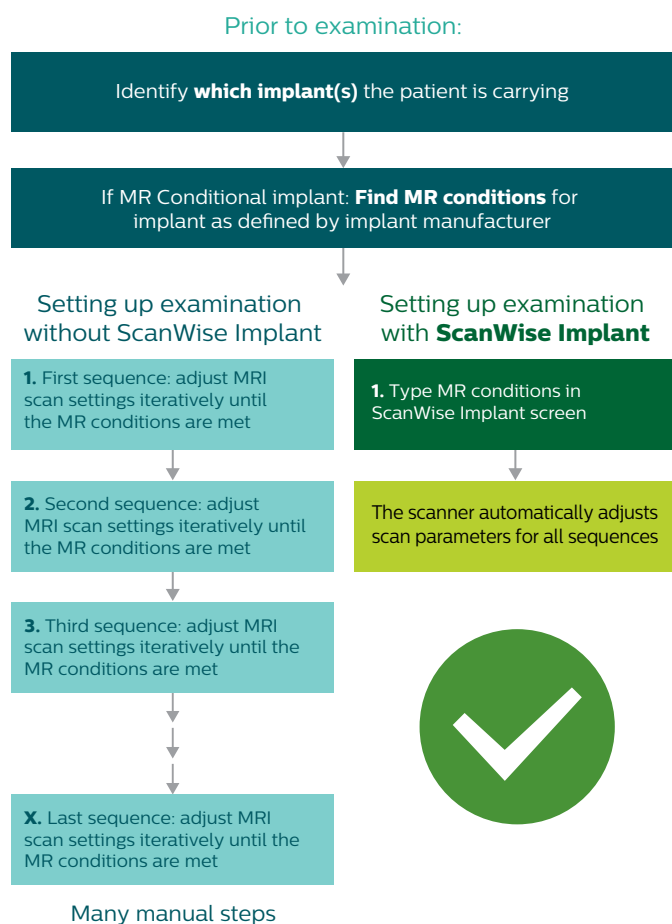 Prior to examination:
Identify which implant(s) the patient is carrying
If MR Conditional implant: Find MR conditions for
implant as defined by implant manufacturer
Setting up examination
without ScanWise Implant
1. First sequence: adjust MRI
scan settings iteratively until
the MR conditions are met
2. Second sequence: adjust
MRI scan settings iteratively until
the MR conditions are met
3. Third sequence: adjust MRI
scan settings iteratively until the
MR conditions are met
X. Last sequence: adjust MRI
scan settings iteratively until the
MR conditions are met
Many manual steps
Setting up examination
with ScanWise Implant
1. Type MR conditions in
ScanWise Implant screen
The scanner automatically adjusts
scan parameters for all sequences